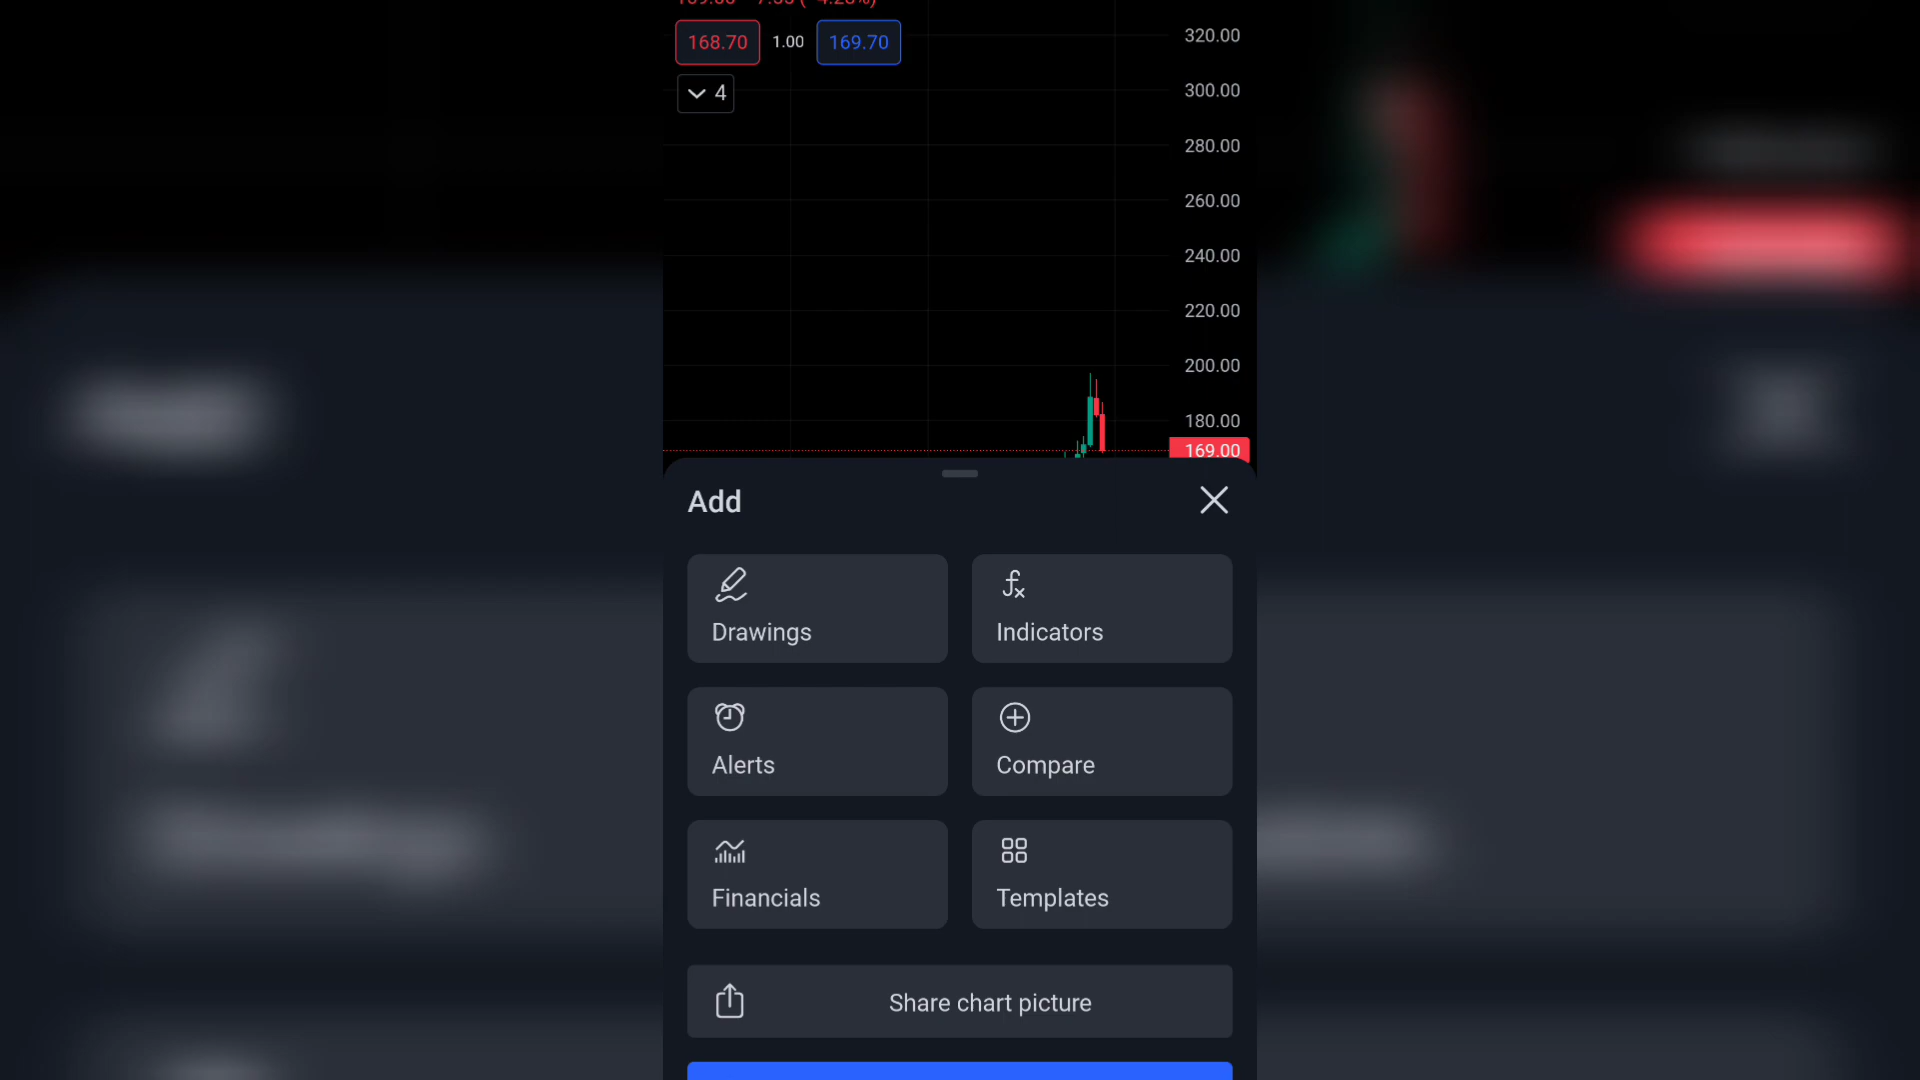 168.70 1.00 169.70
4
320.00
300.00
280.00
260.00
240.00
220.00
200.00
180.00
169.00
Add
Drawings
Indicators
Alerts
Compare
Financials
Templates
Share chart picture